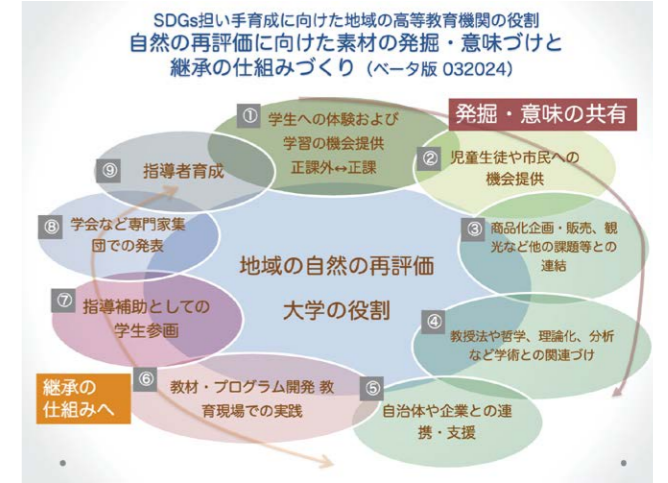 SDGs担い手育成に向けた地域の高等教育機関の役割
自然の再評価に向けた素材の発掘・意味づけと
継承の仕組みづくり（ベータ版 032024）
発掘・意味の共有
①
学生への体験および
学習の機会提供
正課外↔正課
②
児童生徒や市民への
機会提供
③
商品化企画・販売、観
光など他の課題等との
連結
④
教授法や哲学、理論化、分析
など学術との関連づけ
⑤
自治体や企業との連
携・支援
⑥
教材・プログラム開発 教
育現場での実践
⑦
指導補助としての
学生参画
⑧
学会など専門家集
団での発表
⑨
指導者育成
地域の自然の再評価
大学の役割
継承の
仕組みへ